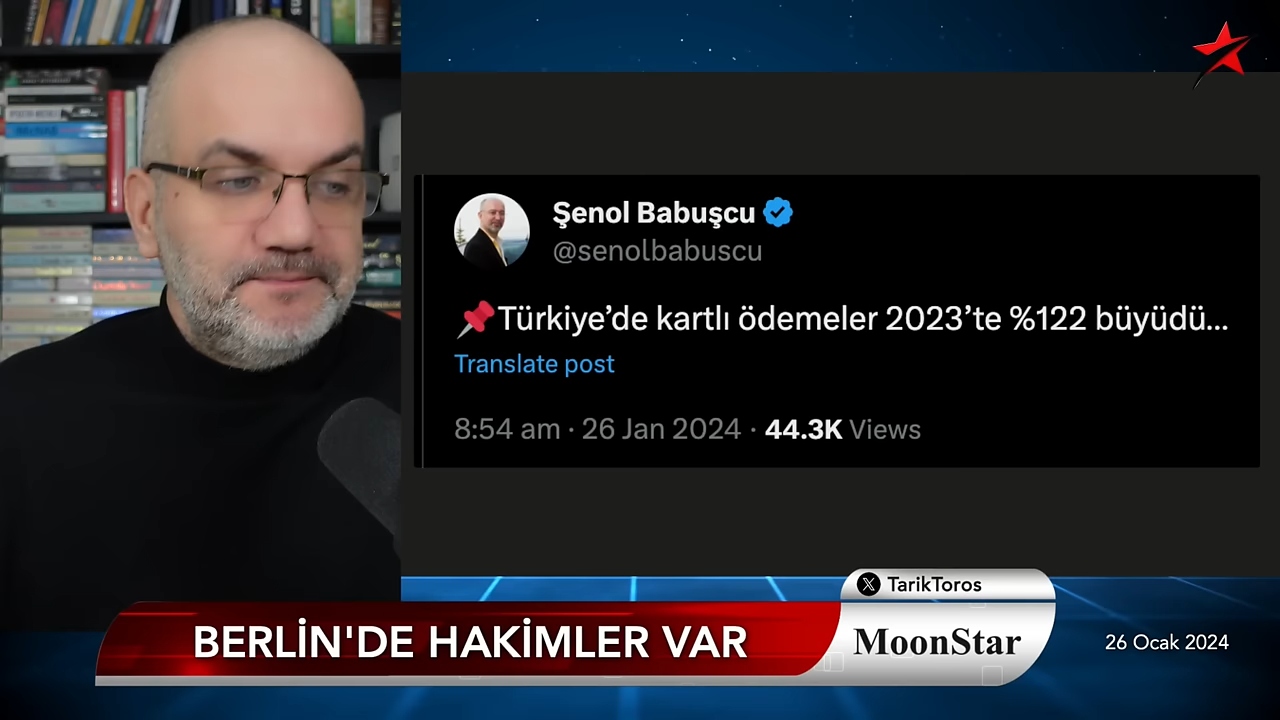 Şenol Babuşcu
@senolbabuscu
📌Türkiye’de kartlı ödemeler 2023’te %122 büyüdü...
Translate post
8:54 am · 26 Jan 2024 · 44.3K Views
X TarikToros
BERLİN'DE HAKİMLER VAR
MoonStar
26 Ocak 2024